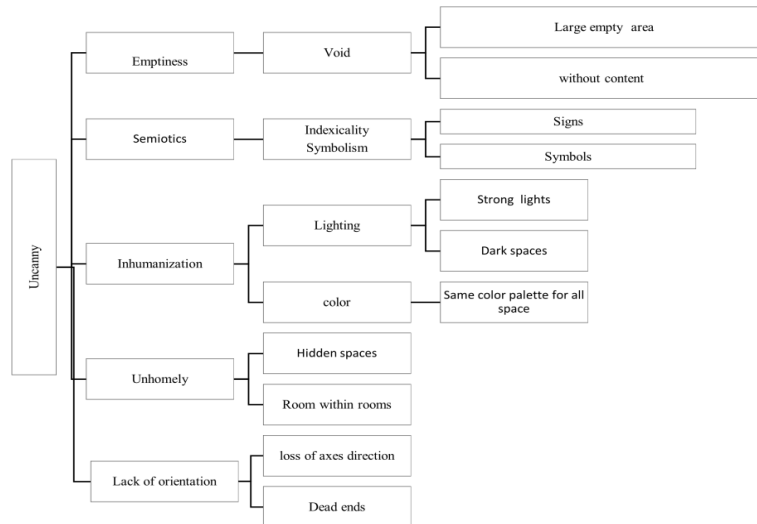 Uncanny
Emptiness
Void
Large empty area
without content
Semiotics
Indexicality
Symbolism
Signs
Symbols
Inhumanization
Lighting
Strong lights
Dark spaces
color
Same color palette for all
space
Unhomely
Hidden spaces
Room within rooms
Lack of orientation
loss of axes direction
Dead ends